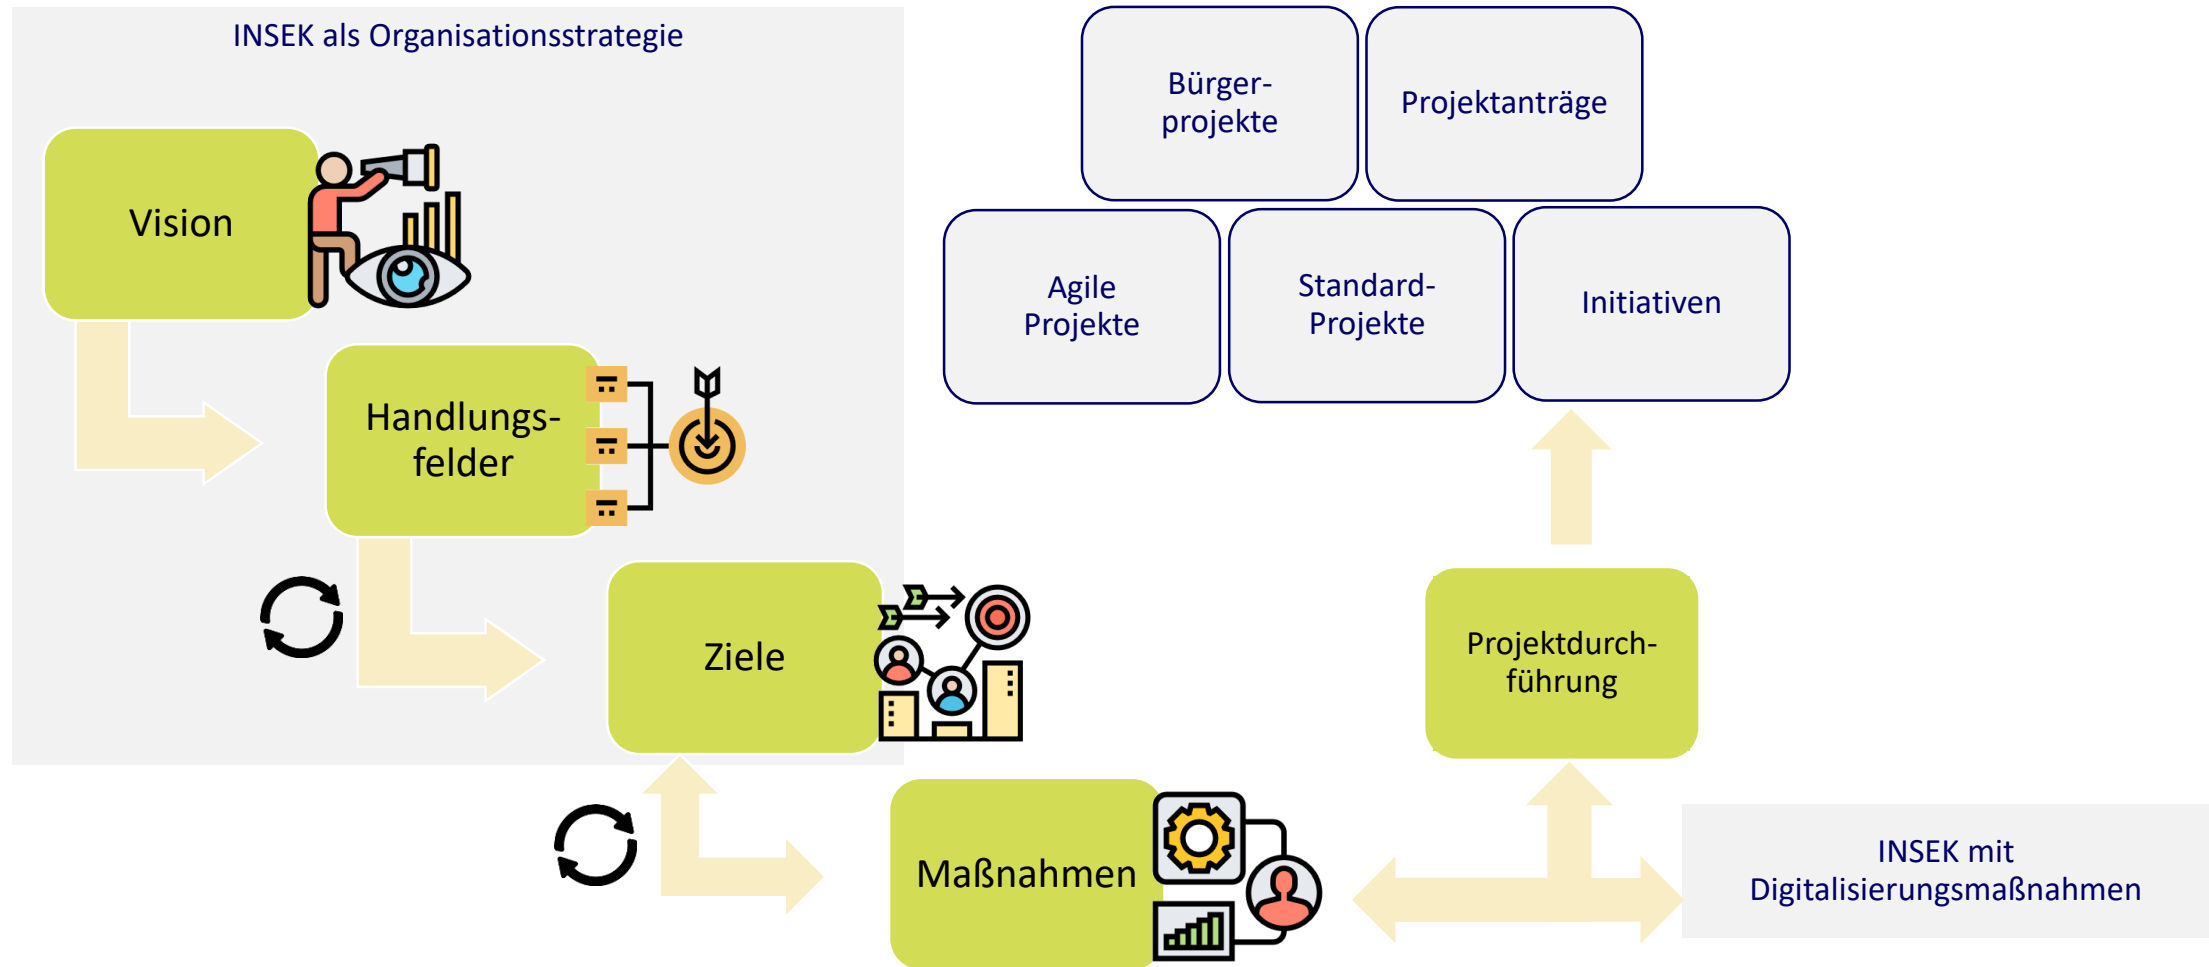 INSEK als Organisationsstrategie
Vision
Handlungs-
felder
Ziele
Maßnahmen
Bürger-
projekte
Projektanträge
Agile
Projekte
Standard-
Projekte
Initiativen
Projektdurch-
führung
INSEK mit
Digitalisierungsmaßnahmen